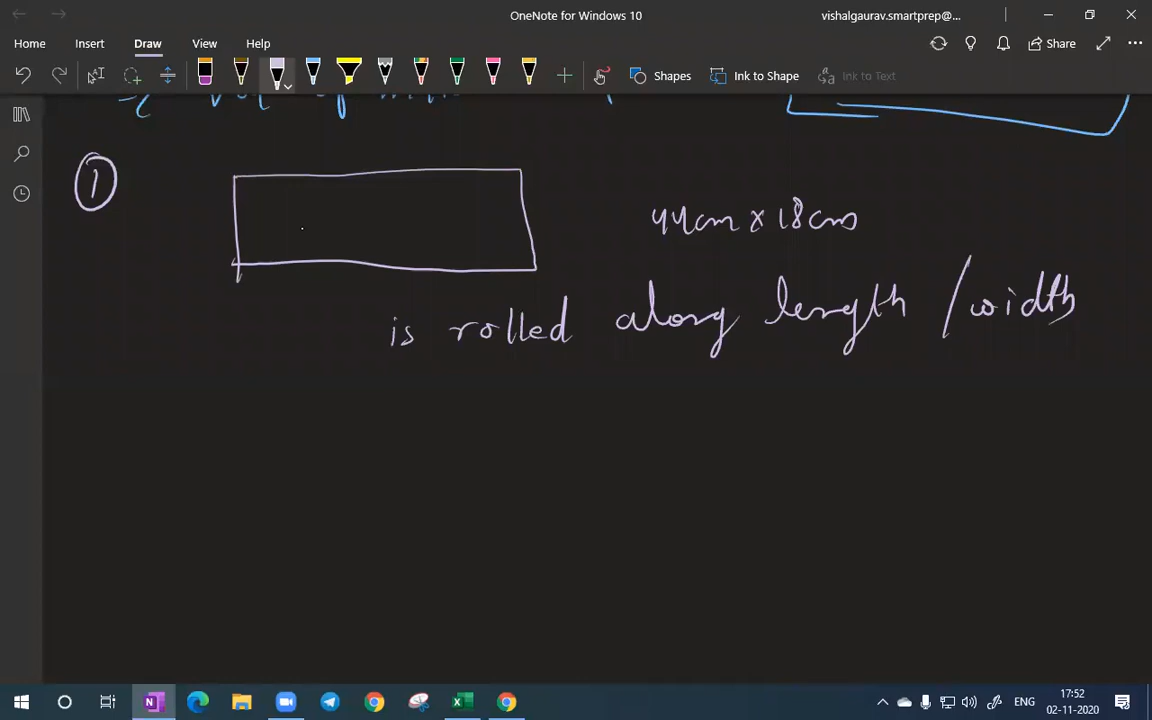 OneNote for Windows 10
vishalgaurav.smartprep@...
Home Insert Draw View Help
Share
Shapes Ink to Shape Ink to Text
①
44cm x 18cm
is rolled along length / width
ENG
17:52
02-11-2020